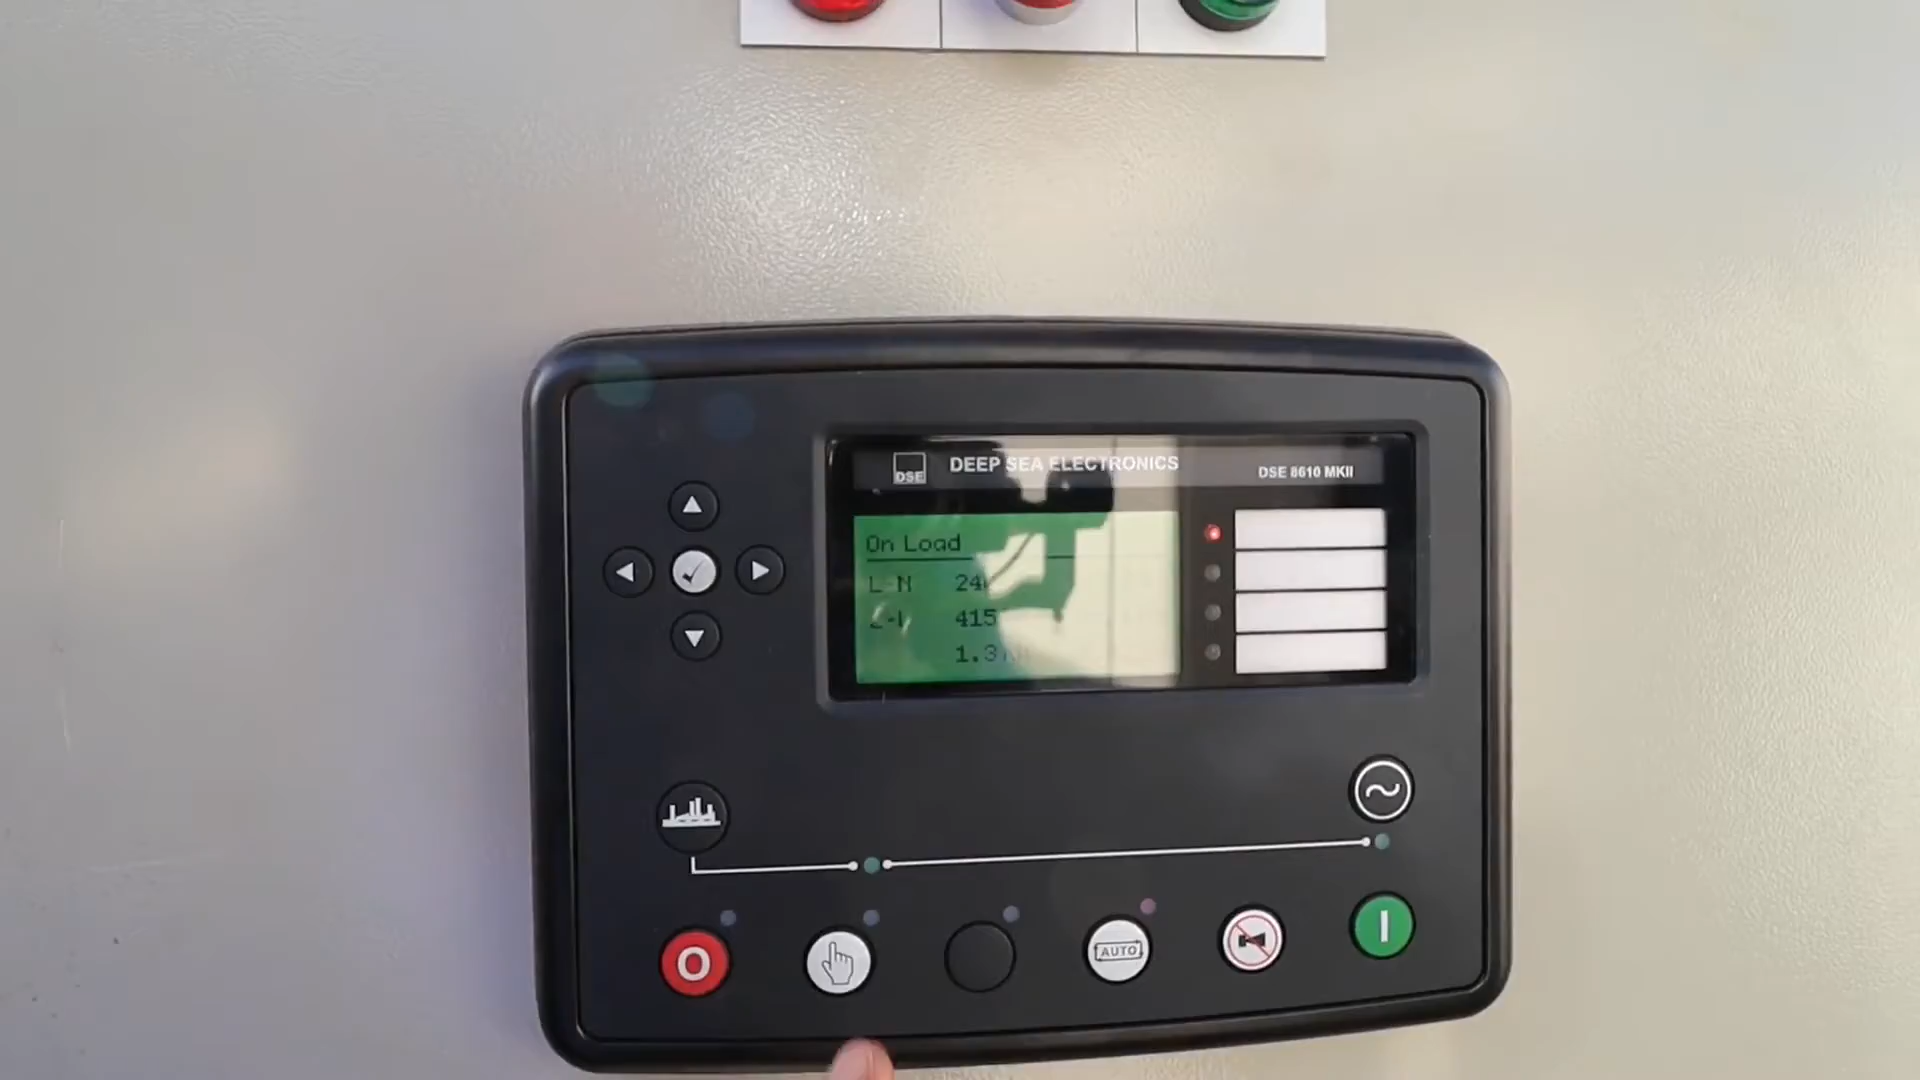 DSE
DEEP SEA ELECTRONICS
DSE 8610 MKII
On Load
L-N
415
AUTO